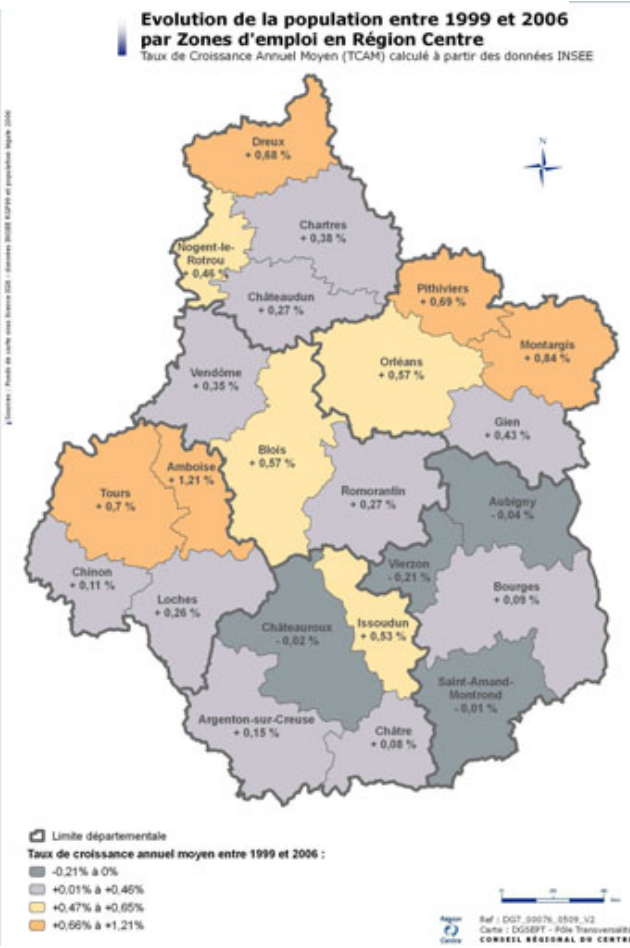 Evolution de la population entre 1999 et 2006
par Zones d'emploi en Région Centre
Taux de Croissance Annuel Moyen (TCAM) calculé à partir des données INSEE
N
Dreux
+ 0,68 %
Chartres
+ 0,38 %
Nogent-le-
Rotrou
+ 0,46 %
Châteaudun
+ 0,27 %
Pithiviers
+ 0,69 %
Montargis
+ 0,84 %
Orléans
+ 0,57 %
Vendôme
+ 0,35 %
Gien
+ 0,43 %
Blois
+ 0,57 %
Amboise
+ 1,21 %
Tours
+ 0,7 %
Romorantin
+ 0,27 %
Aubigny
- 0,04 %
Vierzon
- 0,21 %
Chinon
+ 0,11 %
Loches
+ 0,26 %
Bourges
+ 0,09 %
Châteauroux
- 0,02 %
Issoudun
+ 0,53 %
Saint-Amand-
Montrond
- 0,01 %
Argenton-sur-Creuse
+ 0,15 %
Châtre
+ 0,08 %
Limite départementale
Taux de croissance annuel moyen entre 1999 et 2006 :
-0,21% à 0%
+0,01% à +0,46%
+0,47% à +0,65%
+0,66% à +1,21%
Région
Centre
Ref : DG7_00076_0509_V2
Carte : DGSEPT - Pôle Transversalité
CONSEIL RÉGIONAL DU CENTRE